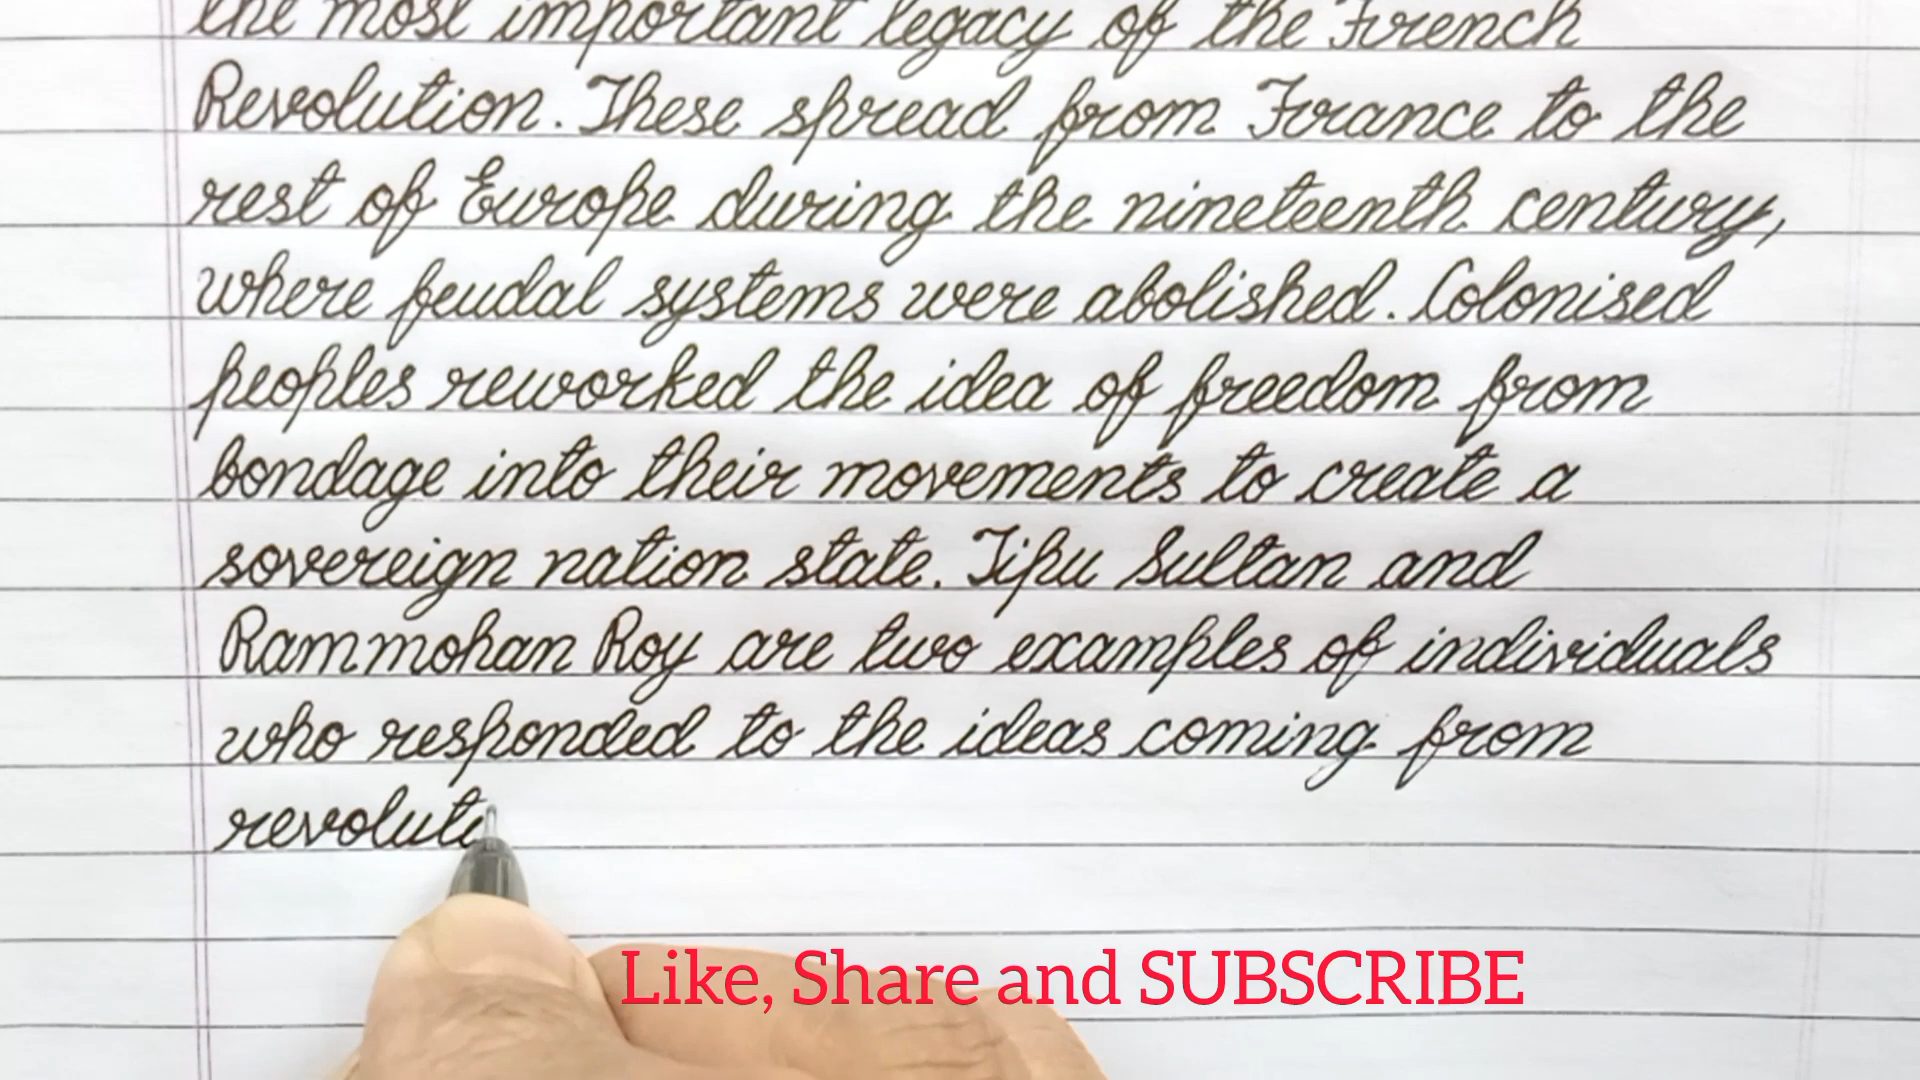 the most important legacy of the French
Revolution. These spread from France to the
rest of Europe during the nineteenth century,
where feudal systems were abolished. Colonised
peoples reworked the idea of freedom from
bondage into their movements to create a
sovereign nation state. Tipu Sultan and
Rammohan Roy are two examples of individuals
who responded to the ideas coming from
revoluti
Like, Share and SUBSCRIBE